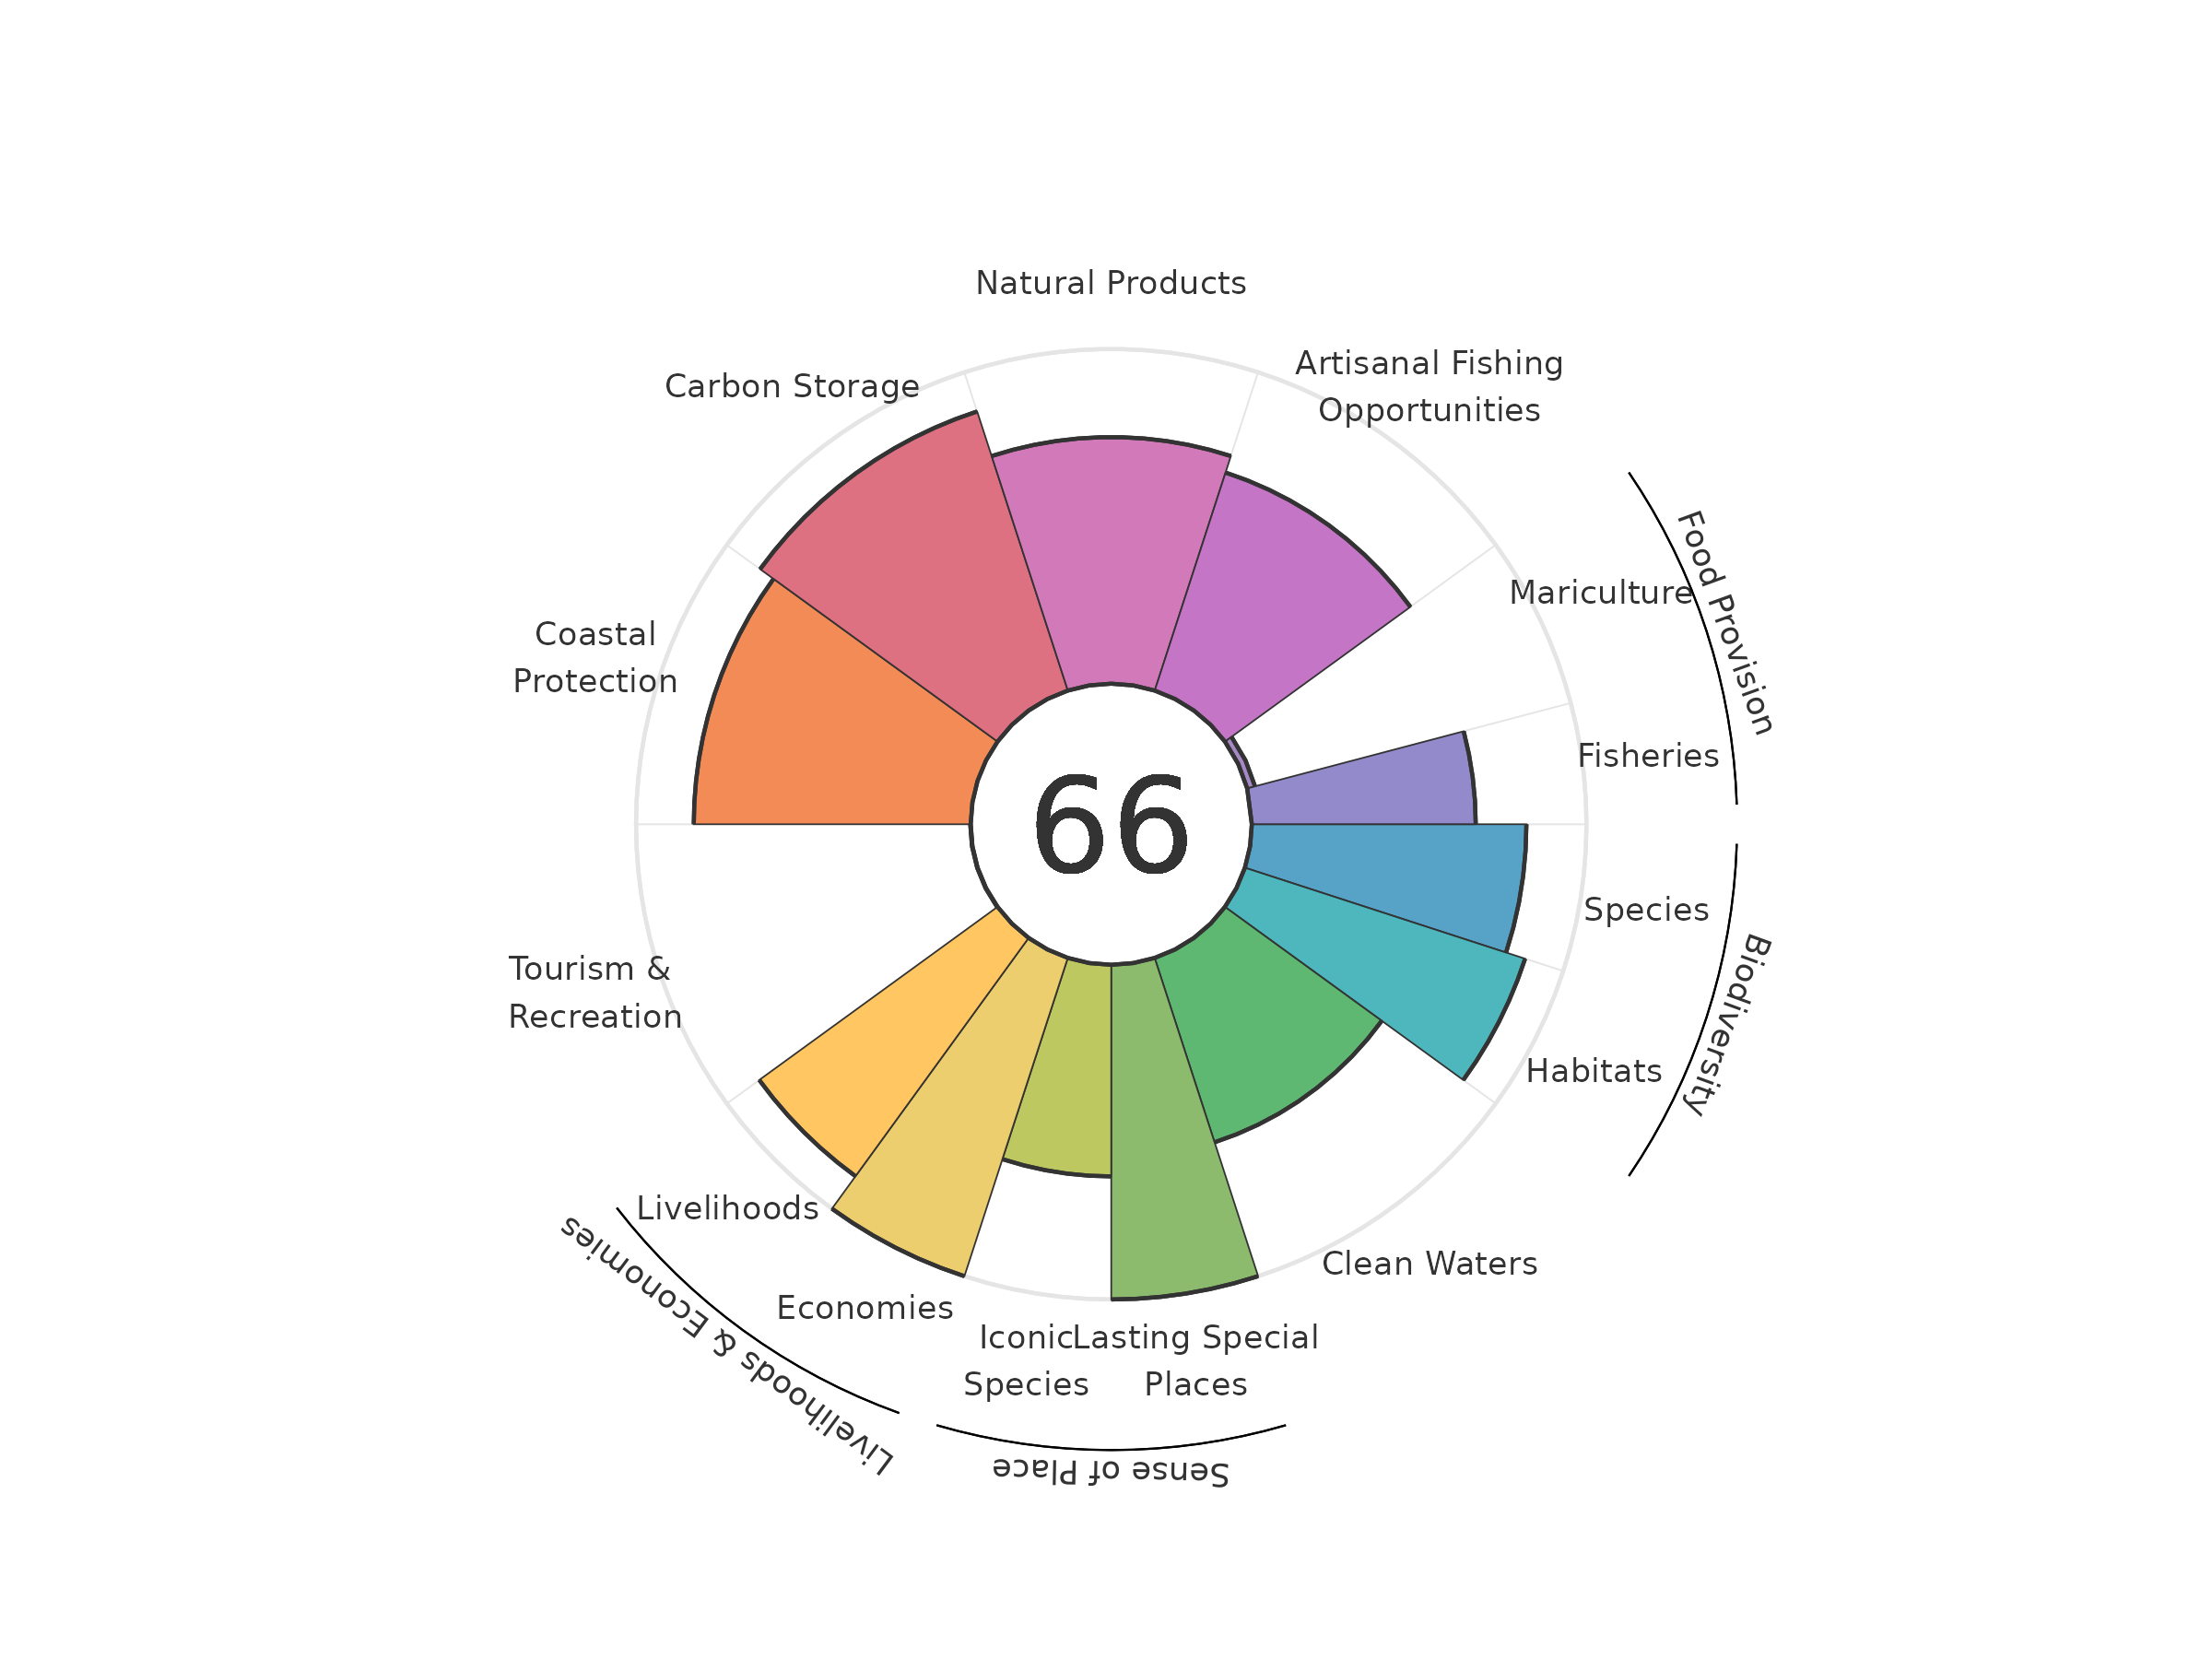 Natural Products
Artisanal Fishing
Opportunities
Carbon Storage
Mariculture
Food Provision
Coastal
Protection
Fisheries
66
Species
Biodiversity
Tourism &
Recreation
Habitats
Livelihoods
Clean Waters
Livelihoods & Economies
Economies
Iconic
Species
Lasting Special
Places
Sense of Place